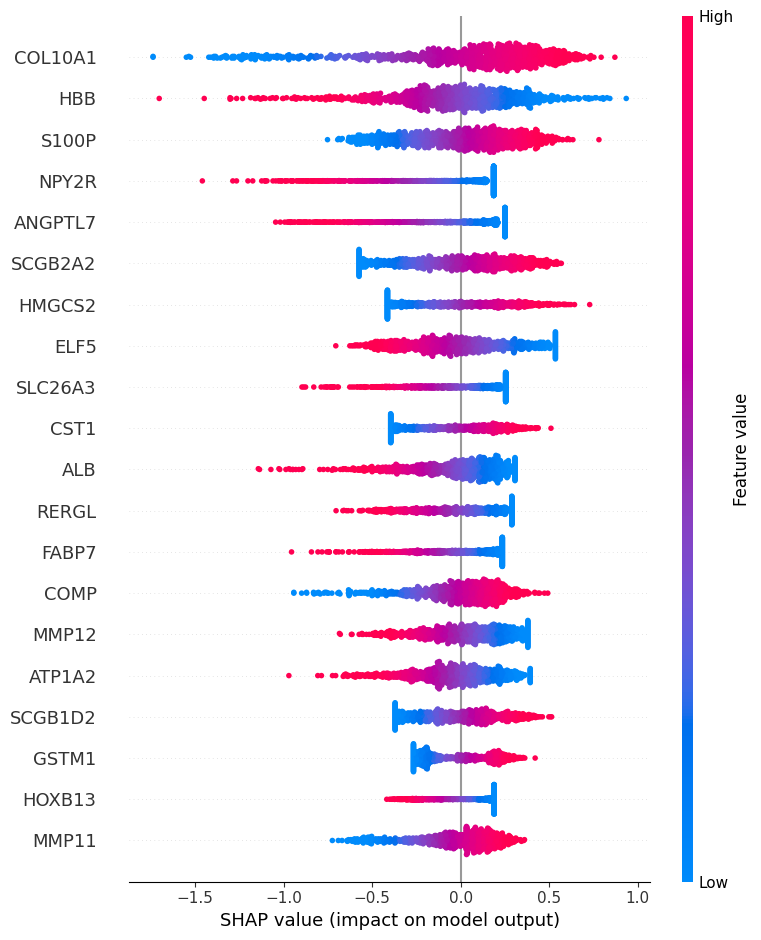 High
COL10A1
HBB
S100P
NPY2R
ANGPTL7
SCGB2A2
HMGCS2
ELF5
SLC26A3
CST1
ALB
RERGL
FABP7
COMP
MMP12
ATP1A2
SCGB1D2
GSTM1
HOXB13
MMP11
Feature value
Low
−1.5 −1.0 −0.5 0.0 0.5 1.0
SHAP value (impact on model output)